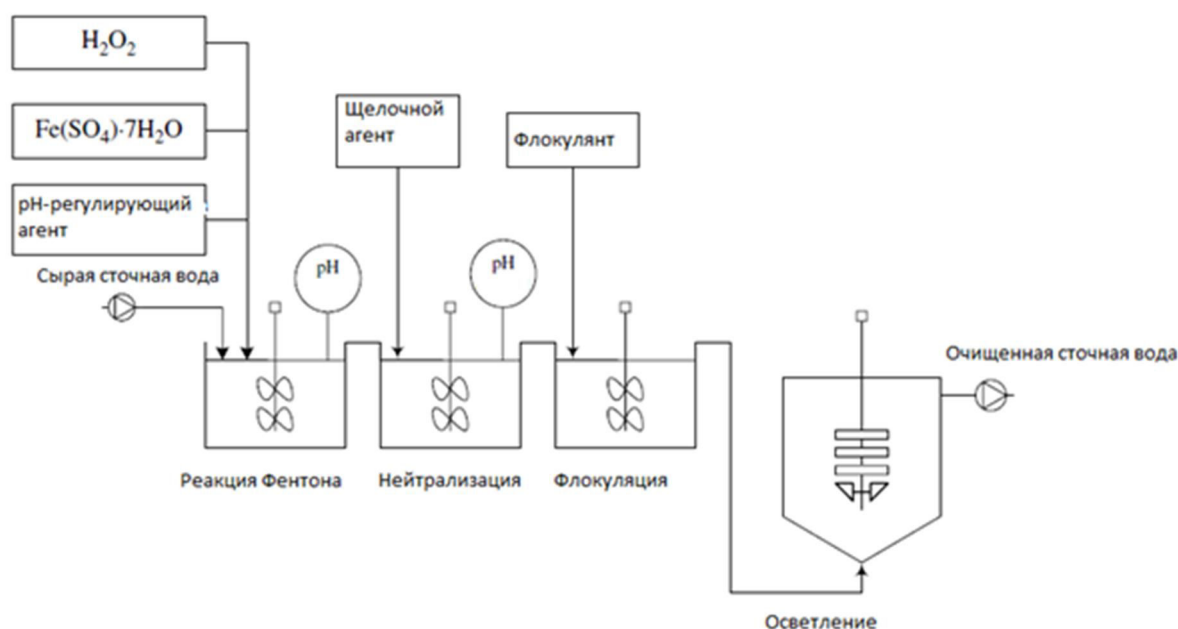 H₂O₂
Fe(SO₄)·7H₂O
pH-регулирующий
агент
Щелочной
агент
Флокулянт
Сырая сточная вода
pH
pH
Очищенная сточная вода
Реакция Фентона
Нейтрализация
Флокуляция
Осветление